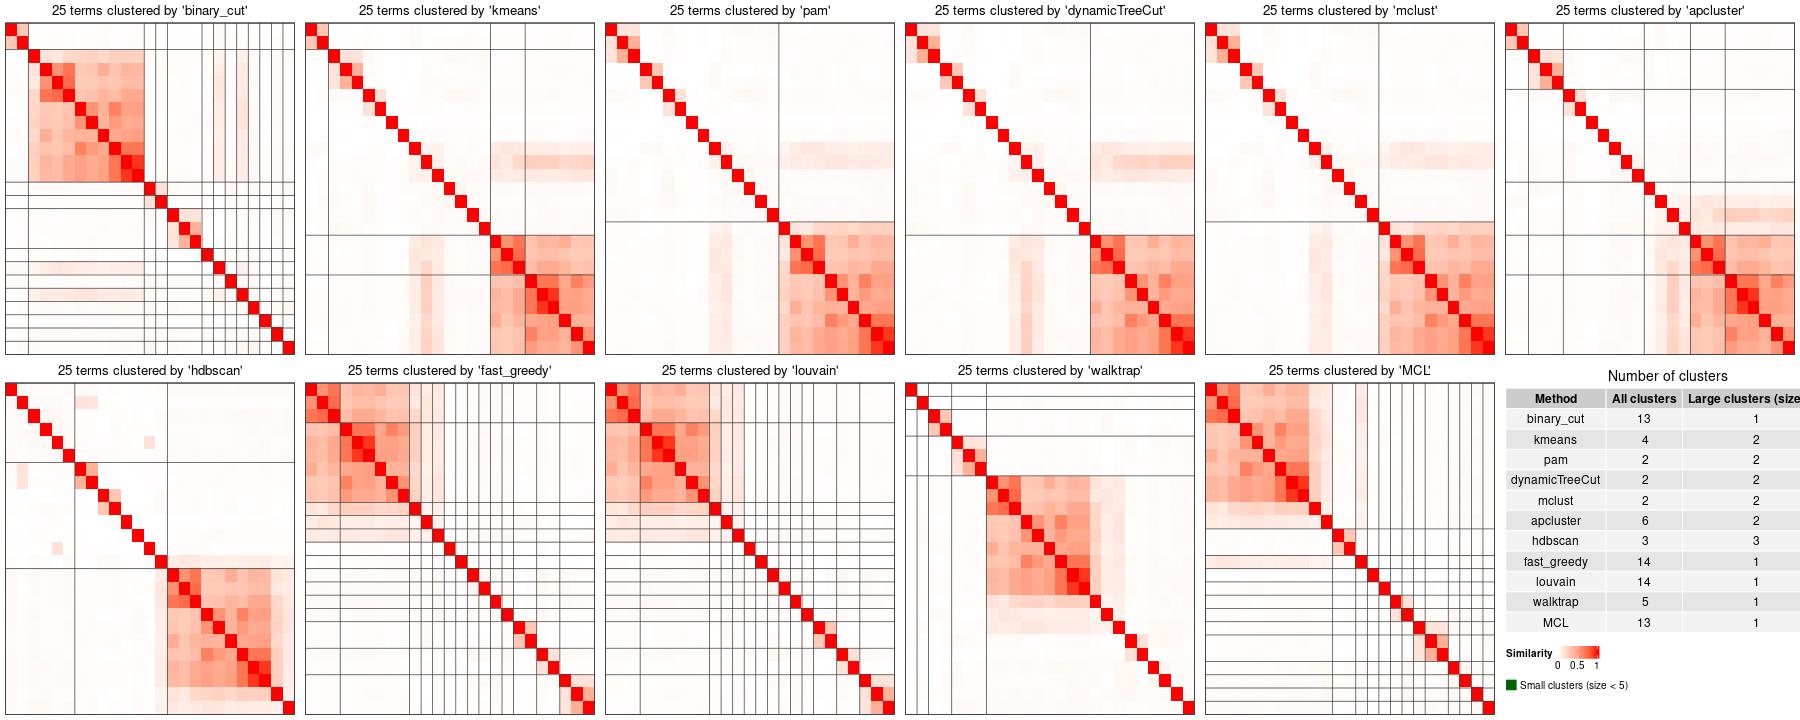 25 terms clustered by 'binary_cut'
25 terms clustered by 'kmeans'
25 terms clustered by 'pam'
25 terms clustered by 'dynamicTreeCut'
25 terms clustered by 'mclust'
25 terms clustered by 'apcluster'
25 terms clustered by 'hdbscan'
25 terms clustered by 'fast_greedy'
25 terms clustered by 'louvain'
25 terms clustered by 'walktrap'
25 terms clustered by 'MCL'
Number of clusters
Method All clusters Large clusters (size
binary_cut 13 1
kmeans 4 2
pam 2 2
dynamicTreeCut 2 2
mclust 2 2
apcluster 6 2
hdbscan 3 3
fast_greedy 14 1
louvain 14 1
walktrap 5 1
MCL 13 1
Similarity
0 0.5 1
Small clusters (size < 5)